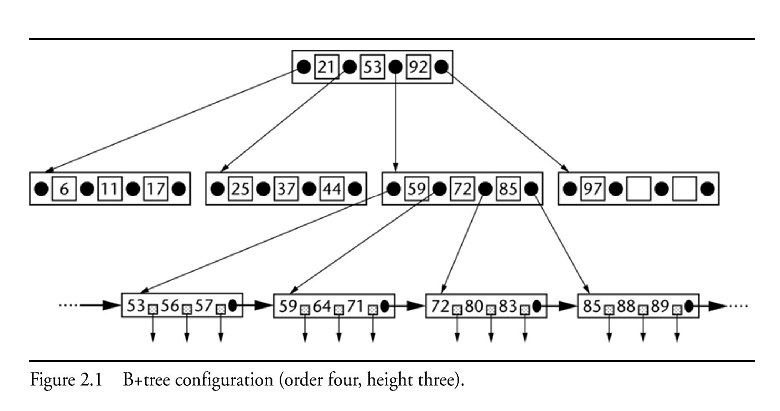 21 53 92
6 11 17 25 37 44 59 72 85 97
53 56 57 59 64 71 72 80 83 85 88 89
Figure 2.1 B+tree configuration (order four, height three).